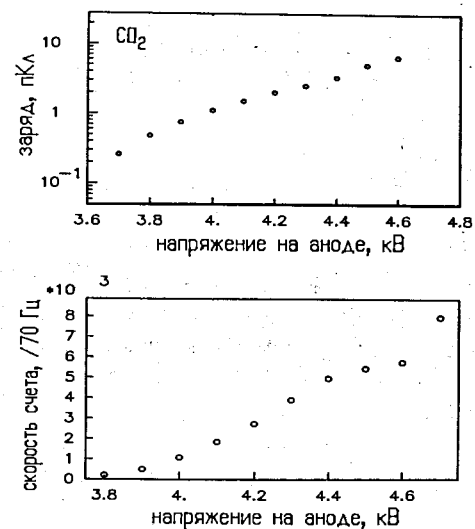 CO₂
10
1
10⁻¹
заряд, пКл
3.6 3.8 4. 4.2 4.4 4.6 4.8
напряжение на аноде, кВ
*10 3
8
7
6
5
4
3
2
1
0
скорость счета, /70 Гц
3.8 4. 4.2 4.4 4.6
напряжение на аноде, кВ